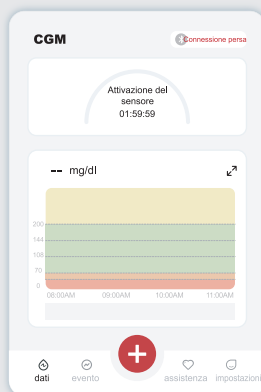 CGM
Connessione persa
Attivazione del
sensore
01:59:59
-- mg/dl
200
144
108
70
0
08:00AM 09:00AM 10:00AM 11:00AM
dati evento assistenza impostazioni